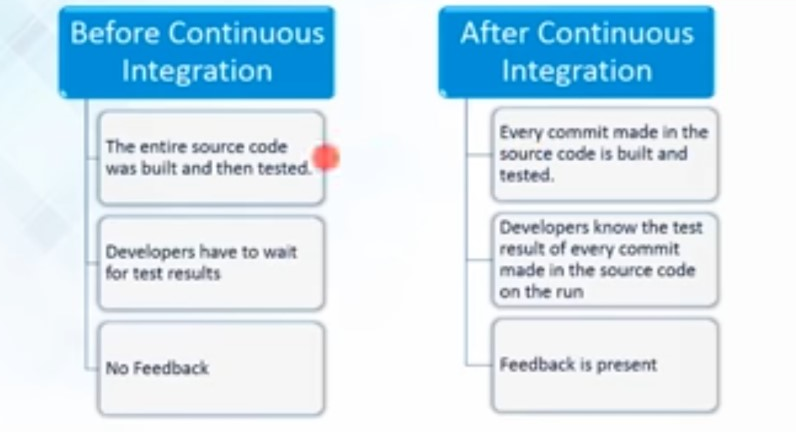 Before Continuous
Integration
The entire source code
was built and then tested.
Developers have to wait
for test results
No Feedback
After Continuous
Integration
Every commit made in the
source code is built and
tested.
Developers know the test
result of every commit
made in the source code
on the run
Feedback is present